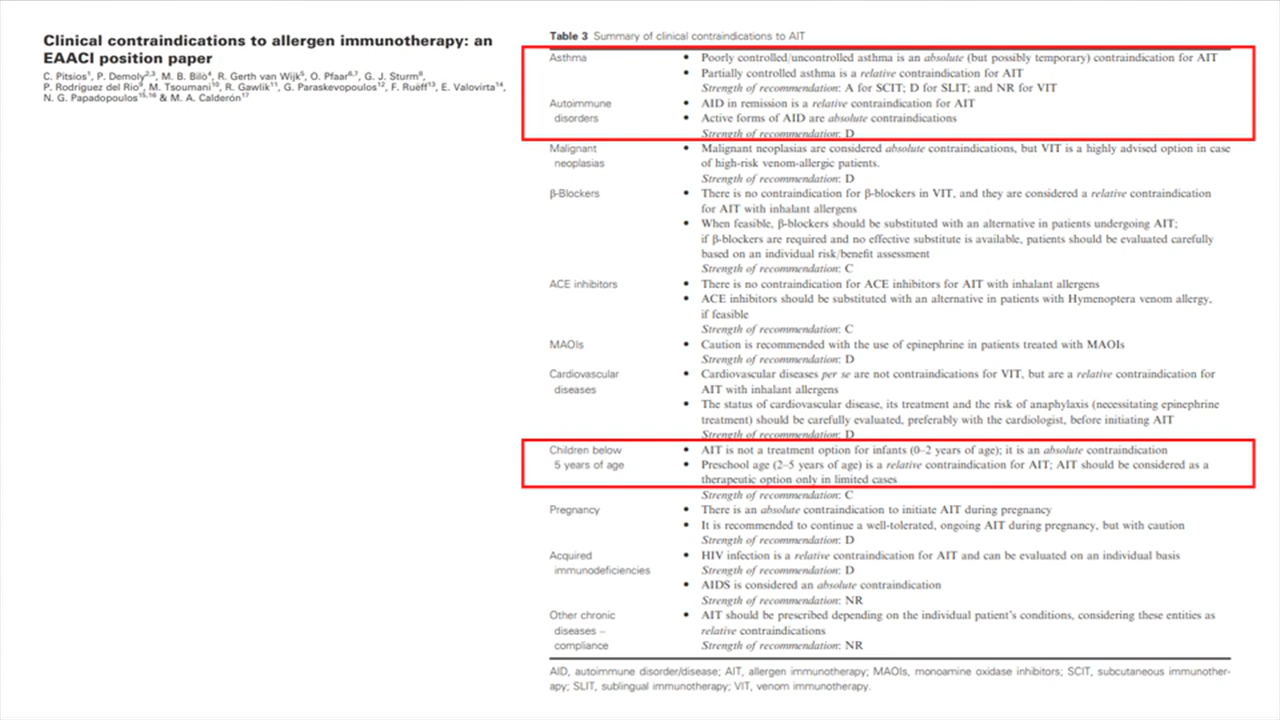 Clinical contraindications to allergen immunotherapy: an
EAACI position paper
C. Pitsios¹, P. Demoly²,³, M. B. Bilò⁴, R. Gerth van Wijk⁵, O. Pfaar⁶,⁷, G. J. Sturm⁸,
P. Rodriguez del Rio⁹, M. Tsoumani¹⁰, R. Gawlik¹¹, G. Paraskevopoulos¹², F. Ruëff¹³, E. Valovirta¹⁴,
N. G. Papadopoulos¹⁵,¹⁶ & M. A. Calderón¹⁷
Table 3 Summary of clinical contraindications to AIT
Asthma • Poorly controlled/uncontrolled asthma is an absolute (but possibly temporary) contraindication for AIT
• Partially controlled asthma is a relative contraindication for AIT
Strength of recommendation: A for SCIT; D for SLIT; and NR for VIT
Autoimmune • AID in remission is a relative contraindication for AIT
disorders • Active forms of AID are absolute contraindications
Strength of recommendation: D
Malignant • Malignant neoplasias are considered absolute contraindications, but VIT is a highly advised option in case
neoplasias of high-risk venom-allergic patients.
Strength of recommendation: D
β-Blockers • There is no contraindication for β-blockers in VIT, and they are considered a relative contraindication
for AIT with inhalant allergens
• When feasible, β-blockers should be substituted with an alternative in patients undergoing AIT;
if β-blockers are required and no effective substitute is available, patients should be evaluated carefully
based on an individual risk/benefit assessment
Strength of recommendation: C
ACE inhibitors • There is no contraindication for ACE inhibitors for AIT with inhalant allergens
• ACE inhibitors should be substituted with an alternative in patients with Hymenoptera venom allergy,
if feasible
Strength of recommendation: C
MAOIs • Caution is recommended with the use of epinephrine in patients treated with MAOIs
Strength of recommendation: D
Cardiovascular • Cardiovascular diseases per se are not contraindications for VIT, but are a relative contraindication for
diseases AIT with inhalant allergens
• The status of cardiovascular disease, its treatment and the risk of anaphylaxis (necessitating epinephrine
treatment) should be carefully evaluated, preferably with the cardiologist, before initiating AIT
Strength of recommendation: D
Children below • AIT is not a treatment option for infants (0–2 years of age); it is an absolute contraindication
5 years of age • Preschool age (2–5 years of age) is a relative contraindication for AIT; AIT should be considered as a
therapeutic option only in limited cases
Strength of recommendation: C
Pregnancy • There is an absolute contraindication to initiate AIT during pregnancy
• It is recommended to continue a well-tolerated, ongoing AIT during pregnancy, but with caution
Strength of recommendation: D
Acquired • HIV infection is a relative contraindication for AIT and can be evaluated on an individual basis
immunodeficiencies Strength of recommendation: D
• AIDS is considered an absolute contraindication
Strength of recommendation: NR
Other chronic • AIT should be prescribed depending on the individual patient's conditions, considering these entities as
diseases – relative contraindications
compliance Strength of recommendation: NR
AID, autoimmune disorder/disease; AIT, allergen immunotherapy; MAOIs, monoamine oxidase inhibitors; SCIT, subcutaneous immunother-
apy; SLIT, sublingual immunotherapy; VIT, venom immunotherapy.